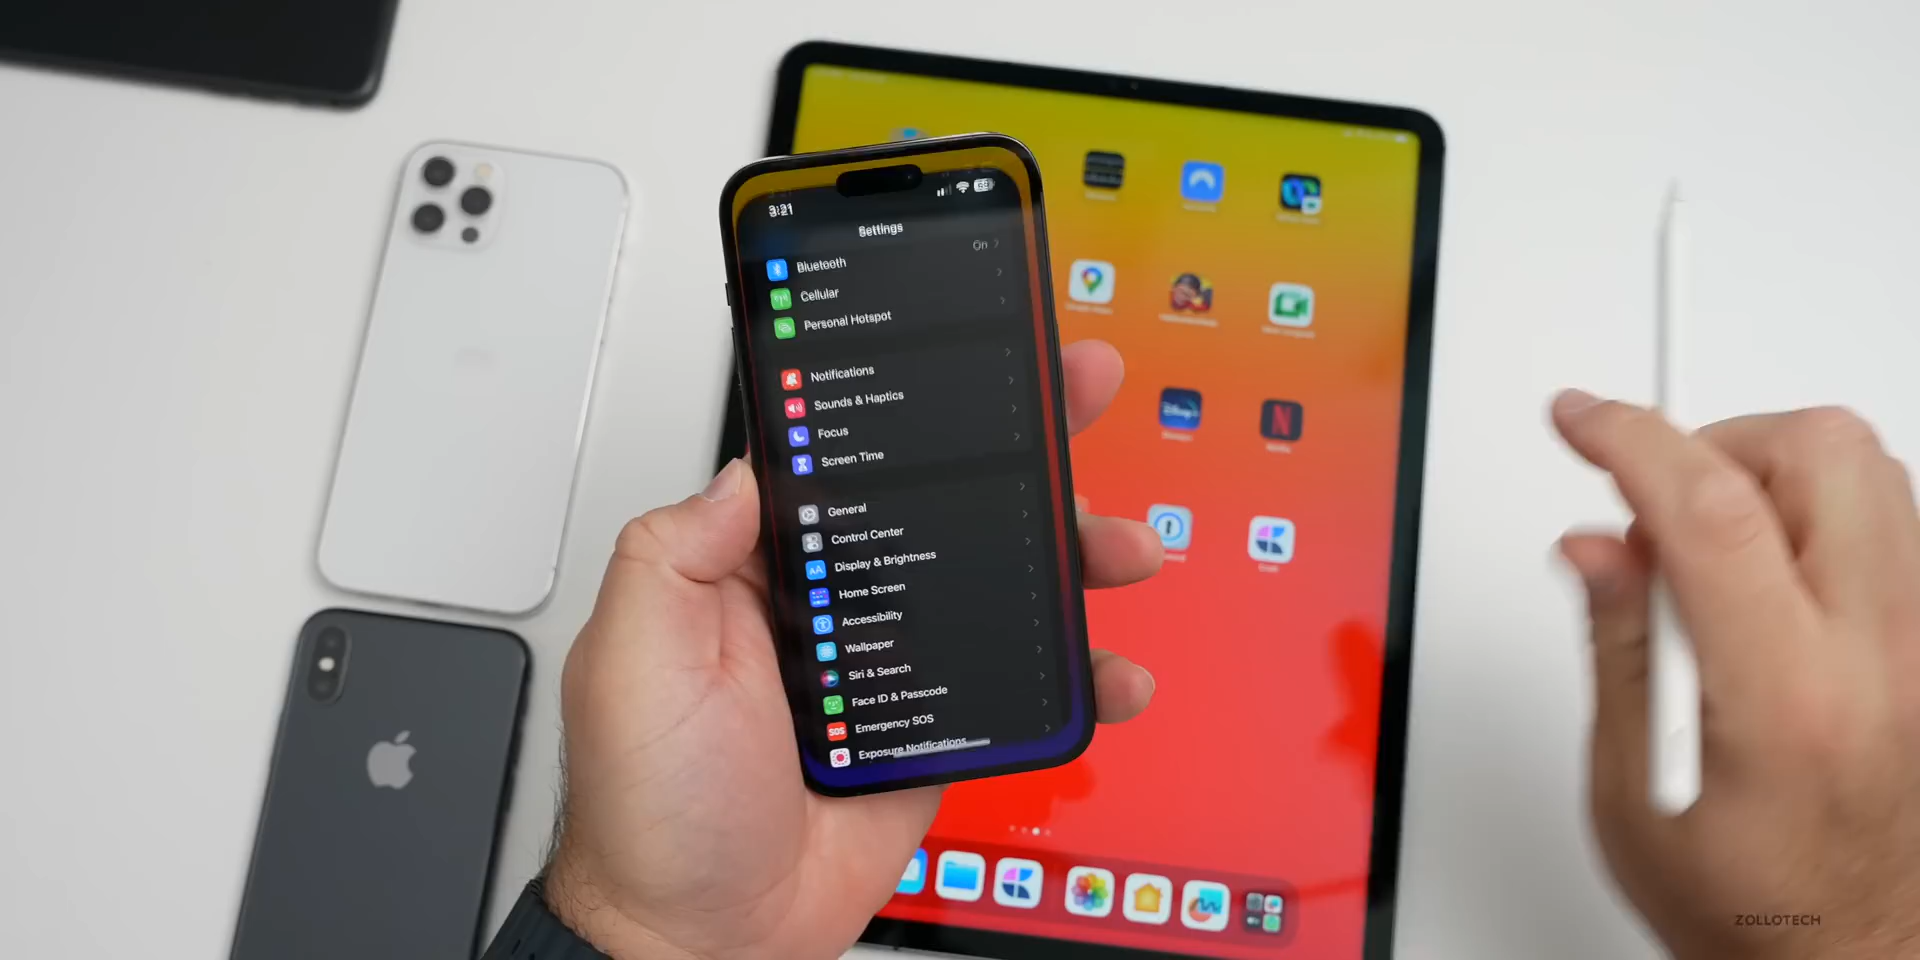 3:21
Settings
Bluetooth
On
Cellular
Personal Hotspot
Notifications
Sounds & Haptics
Focus
Screen Time
General
Control Center
Display & Brightness
Home Screen
Accessibility
Wallpaper
Siri & Search
Face ID & Passcode
SOS
Emergency SOS
Exposure Notifications
Disney+
N
ZOLLOTECH